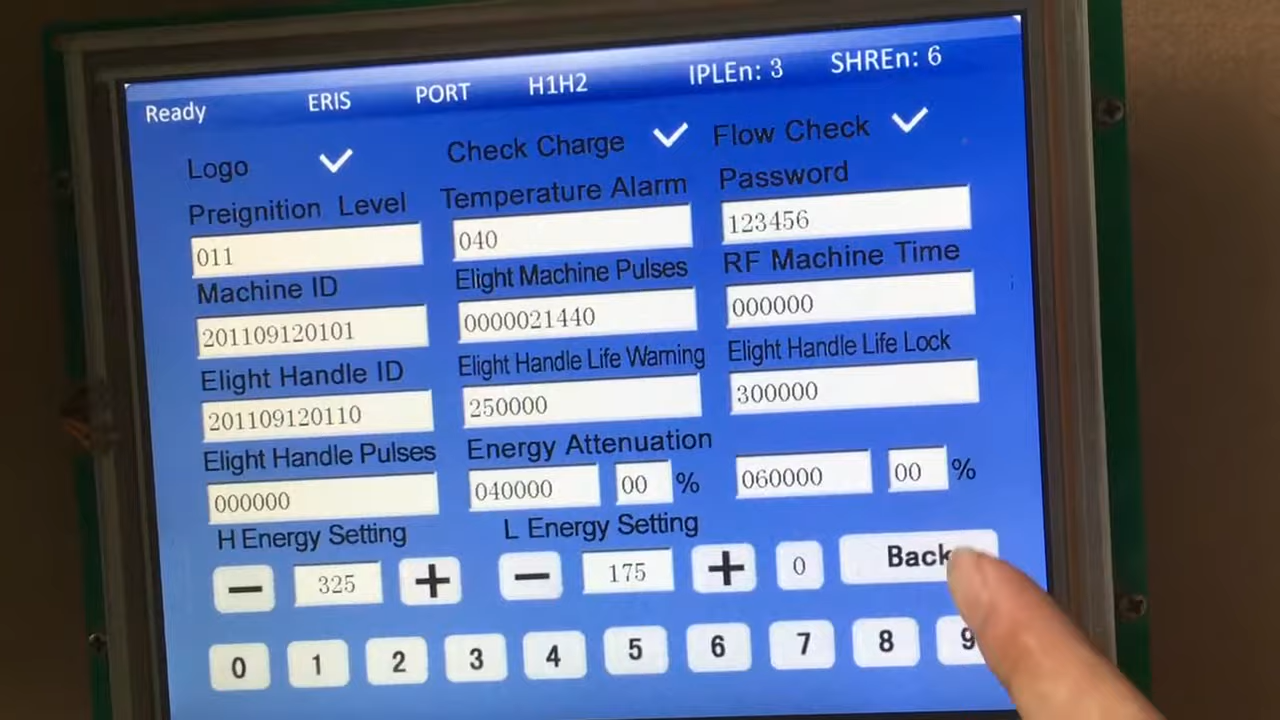 Ready ERIS PORT H1H2 IPLEn: 3 SHREn: 6
Logo Check Charge Flow Check
Preignition Level Temperature Alarm Password
011 040 123456
Machine ID Elight Machine Pulses RF Machine Time
201109120101 0000021440 000000
Elight Handle ID Elight Handle Life Warning Elight Handle Life Lock
201109120110 250000 300000
Elight Handle Pulses Energy Attenuation
000000 040000 00 % 060000 00 %
H Energy Setting L Energy Setting
− 325 + − 175 + 0 Back
0 1 2 3 4 5 6 7 8 9